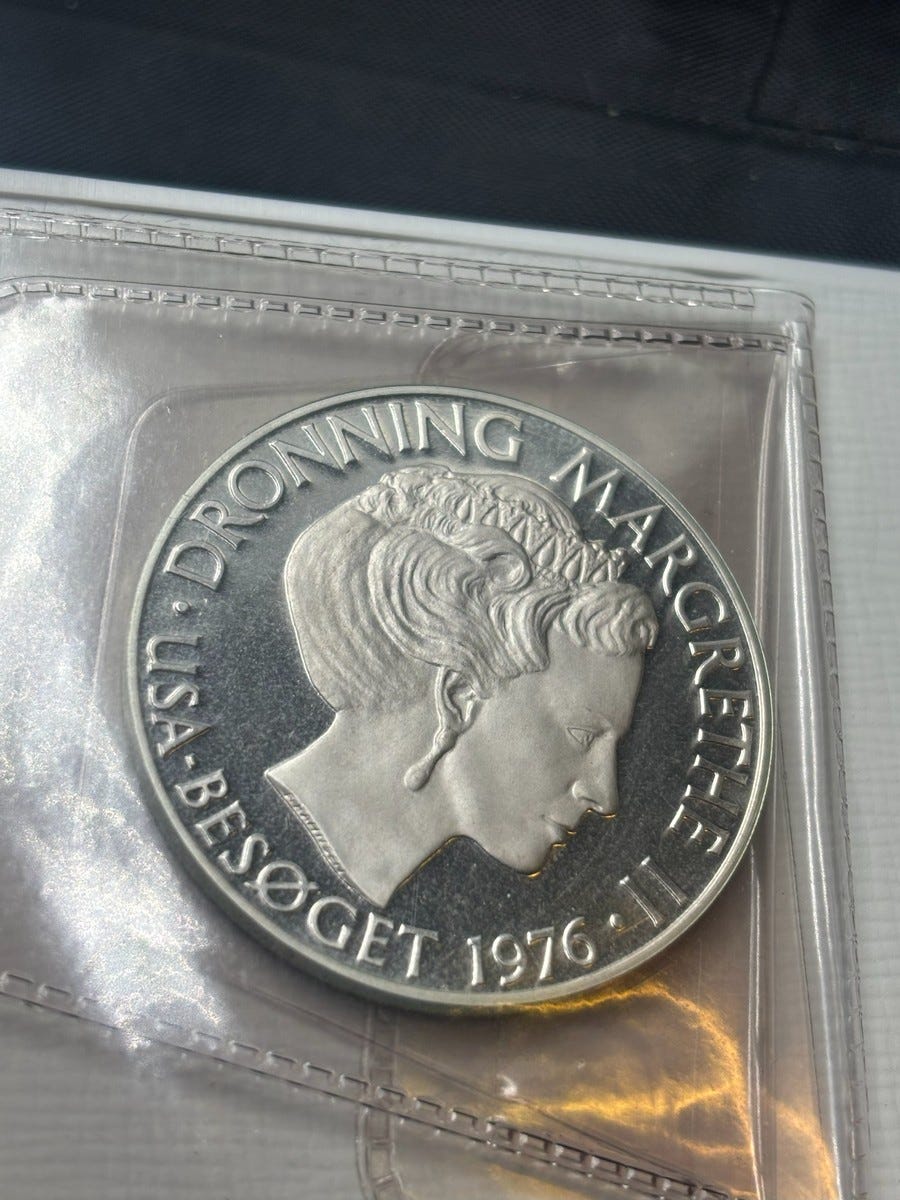 DRONNING MARGRETHE II · USA-BESØGET 1976 ·